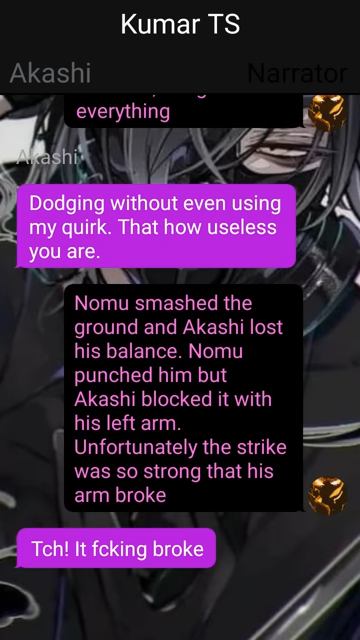 Kumar TS
Akashi Narrator
everything
Akashi
Dodging without even using
my quirk. That how useless
you are.
Nomu smashed the
ground and Akashi lost
his balance. Nomu
punched him but
Akashi blocked it with
his left arm.
Unfortunately the strike
was so strong that his
arm broke
Tch! It fcking broke